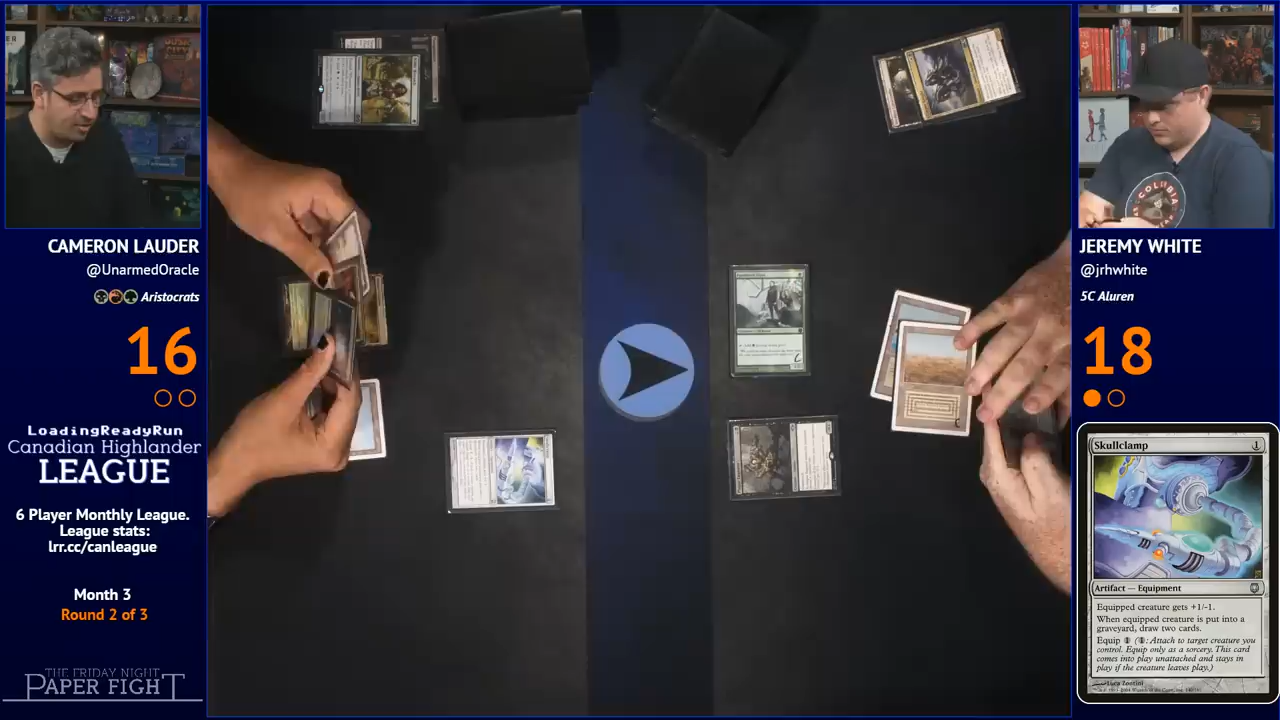 CAMERON LAUDER
@UnarmedOracle
Aristocrats
16
LoadingReadyRun
Canadian Highlander
LEAGUE
6 Player Monthly League.
League stats:
lrr.cc/canleague
Month 3
Round 2 of 3
THE FRIDAY NIGHT
PAPER FIGHT
JEREMY WHITE
@jrhwhite
5C Aluren
18
COLUMBIA
Skullclamp 1
Artifact — Equipment
Equipped creature gets +1/-1.
When equipped creature is put into a
graveyard, draw two cards.
Equip 1 (1: Attach to target creature you
control. Equip only as a sorcery. This card
comes into play unattached and stays in
play if the creature leaves play.)